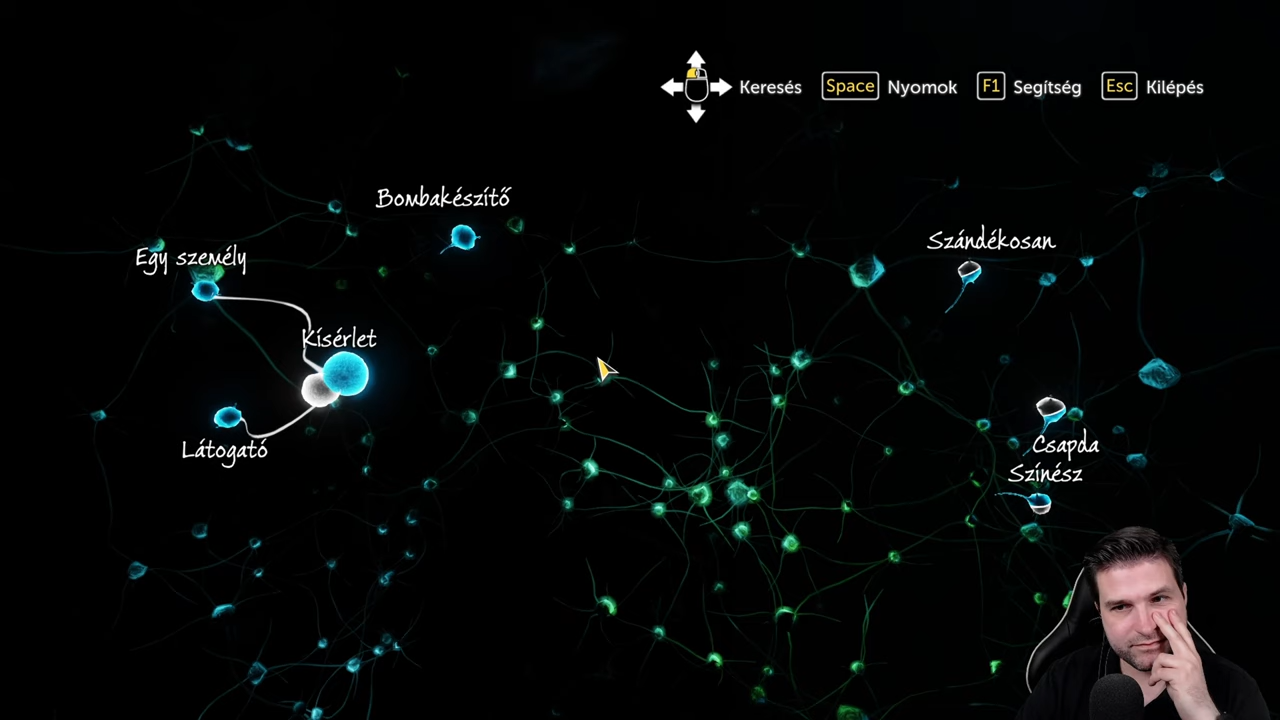 Keresés
Space Nyomok
F1 Segítség
Esc Kilépés
Bombakészítő
Szándékosan
Egy személy
Kísérlet
Látogató
Csapda
Színész